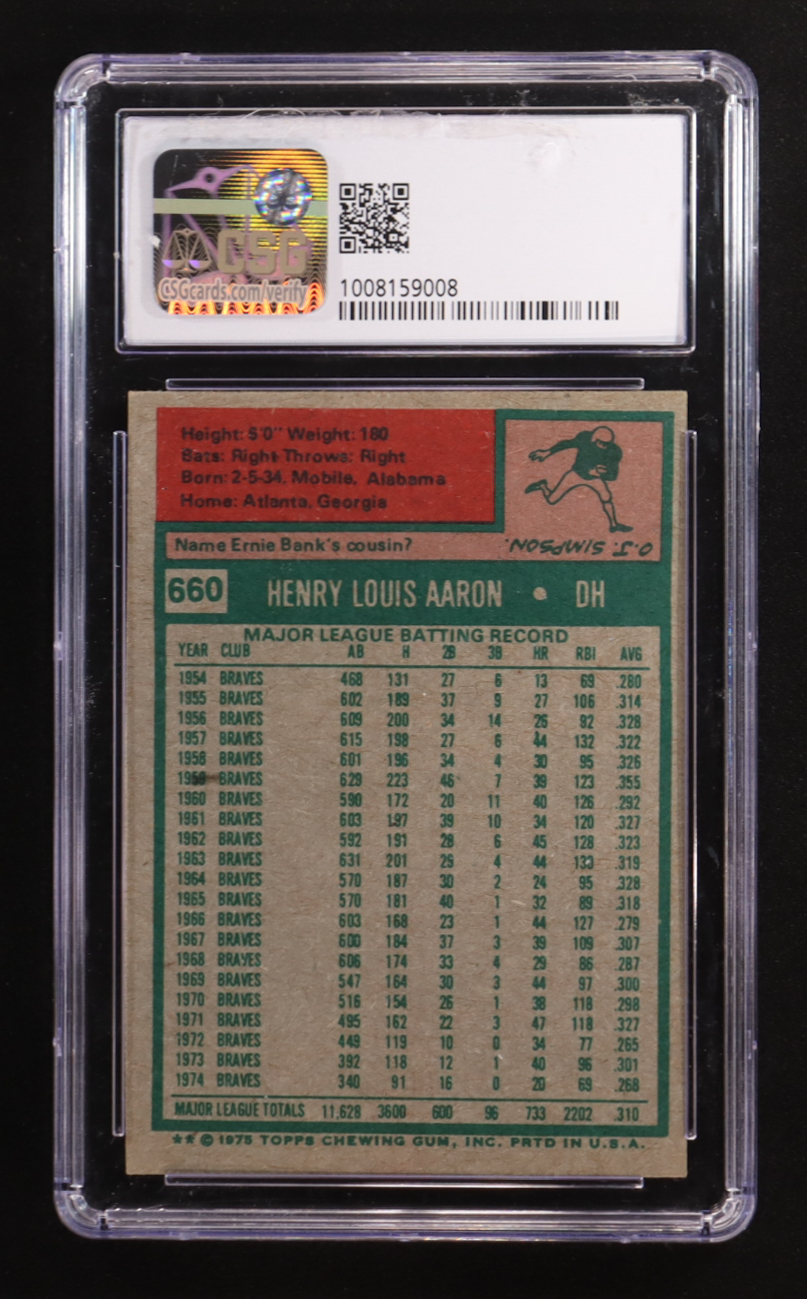 CSG
CSGcards.com/verify
1008159008
Height: 5'0" Weight: 180
Bats: Right Throws: Right
Born: 2-5-34, Mobile, Alabama
Home: Atlanta, Georgia
Name Ernie Bank's cousin?
O.J. SIMPSON.
660 HENRY LOUIS AARON • DH
MAJOR LEAGUE BATTING RECORD
YEAR CLUB AB H 2B 3B HR RBI AVG
1954 BRAVES 468 131 27 6 13 69 .280
1955 BRAVES 602 189 37 9 27 106 .314
1956 BRAVES 609 200 34 14 26 92 .328
1957 BRAVES 615 198 27 6 44 132 .322
1958 BRAVES 601 196 34 4 30 95 .326
1959 BRAVES 629 223 46 7 39 123 .355
1960 BRAVES 590 172 20 11 40 126 .292
1961 BRAVES 603 197 39 10 34 120 .327
1962 BRAVES 592 191 28 6 45 128 .323
1963 BRAVES 631 201 29 4 44 130 .319
1964 BRAVES 570 187 30 2 24 95 .328
1965 BRAVES 570 181 40 1 32 89 .318
1966 BRAVES 603 168 23 1 44 127 .279
1967 BRAVES 600 184 37 3 39 109 .307
1968 BRAVES 606 174 33 4 29 86 .287
1969 BRAVES 547 164 30 3 44 97 .300
1970 BRAVES 516 154 26 1 38 118 .298
1971 BRAVES 495 162 22 3 47 118 .327
1972 BRAVES 449 119 10 0 34 77 .265
1973 BRAVES 392 118 12 1 40 96 .301
1974 BRAVES 340 91 16 0 20 69 .268
MAJOR LEAGUE TOTALS 11,628 3600 600 96 733 2202 .310
★★ © 1975 TOPPS CHEWING GUM, INC. PRTD IN U.S.A.